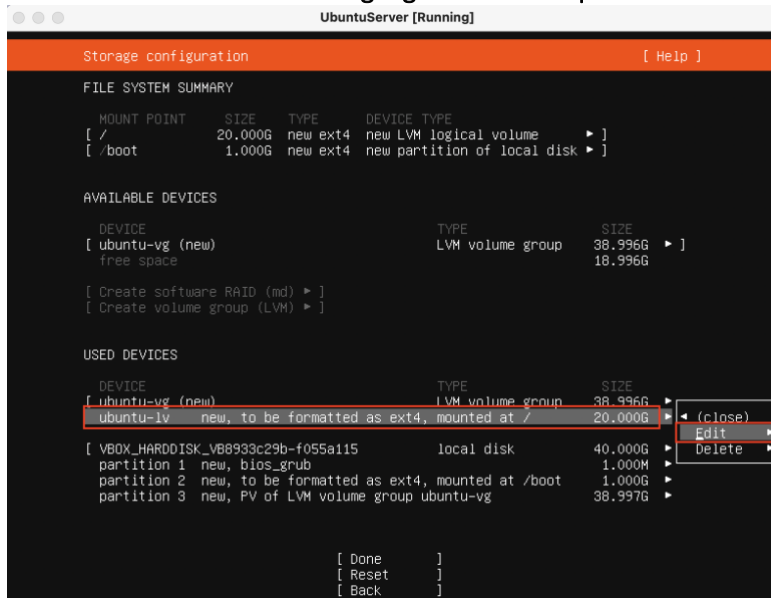 UbuntuServer [Running]
Storage configuration [ Help ]
FILE SYSTEM SUMMARY
MOUNT POINT SIZE TYPE DEVICE TYPE
[ / 20.000G new ext4 new LVM logical volume ▸ ]
[ /boot 1.000G new ext4 new partition of local disk ▸ ]
AVAILABLE DEVICES
DEVICE TYPE SIZE
[ ubuntu-vg (new) LVM volume group 38.996G ▸ ]
free space 18.996G
[ Create software RAID (md) ▸ ]
[ Create volume group (LVM) ▸ ]
USED DEVICES
DEVICE TYPE SIZE
[ ubuntu-vg (new) LVM volume group 38.996G ▸
ubuntu-lv new, to be formatted as ext4, mounted at / 20.000G ▸ ◂ (close)
Edit ▸
[ VBOX_HARDDISK_VB8933c29b-f055a115 local disk 40.000G ▸ Delete ▸
partition 1 new, bios_grub 1.000M ▸
partition 2 new, to be formatted as ext4, mounted at /boot 1.000G ▸
partition 3 new, PV of LVM volume group ubuntu-vg 38.997G ▸
[ Done ]
[ Reset ]
[ Back ]